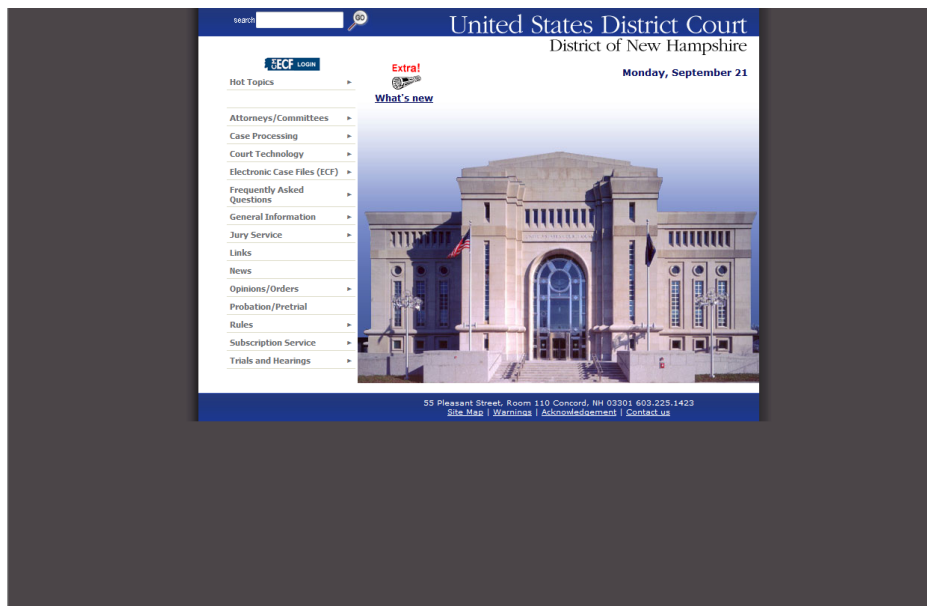 search
GO
United States District Court
District of New Hampshire
CM ECF LOGIN
Extra!
Monday, September 21
What's new
Hot Topics
Attorneys/Committees
Case Processing
Court Technology
Electronic Case Files (ECF)
Frequently Asked
Questions
General Information
Jury Service
Links
News
Opinions/Orders
Probation/Pretrial
Rules
Subscription Service
Trials and Hearings
55 Pleasant Street, Room 110 Concord, NH 03301 603.225.1423
Site Map | Warnings | Acknowledgement | Contact us